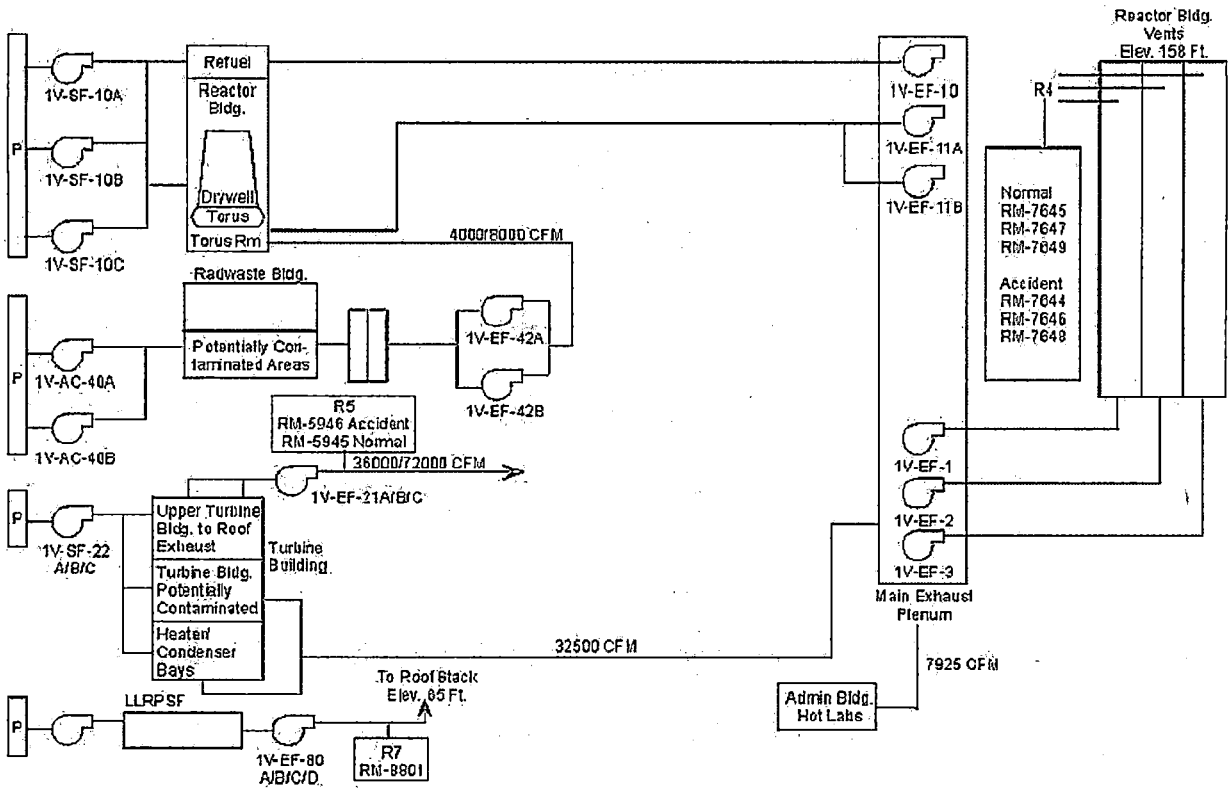 Reactor Bldg.
Vents
Elev. 158 Ft.
P
1V-SF-10A
1V-SF-10B
1V-SF-10C
Refuel
Reactor
Bldg.
Drywell
Torus
Torus Rm
4000/8000 CFM
1V-EF-10
1V-EF-11A
1V-EF-11B
R4
Normal
RM-7645
RM-7647
RM-7649
Accident
RM-7644
RM-7646
RM-7648
P
1V-AC-40A
1V-AC-40B
Radwaste Bldg.
Potentially Con-
taminated Areas
1V-EF-42A
1V-EF-42B
R5
RM-5946 Accident
RM-5945 Normal
36000/72000 CFM
1V-EF-21A/B/C
P
1V-SF-22
A/B/C
Upper Turbine
Bldg. to Roof
Exhaust
Turbine Bldg.
Potentially
Contaminated
Heater/
Condenser
Bays
Turbine
Building
32500 CFM
1V-EF-1
1V-EF-2
1V-EF-3
Main Exhaust
Plenum
7925 CFM
Admin Bldg.
Hot Labs
P
LLRPSF
1V-EF-80
A/B/C/D
To Roof Stack
Elev. 65 Ft.
R7
RM-8801